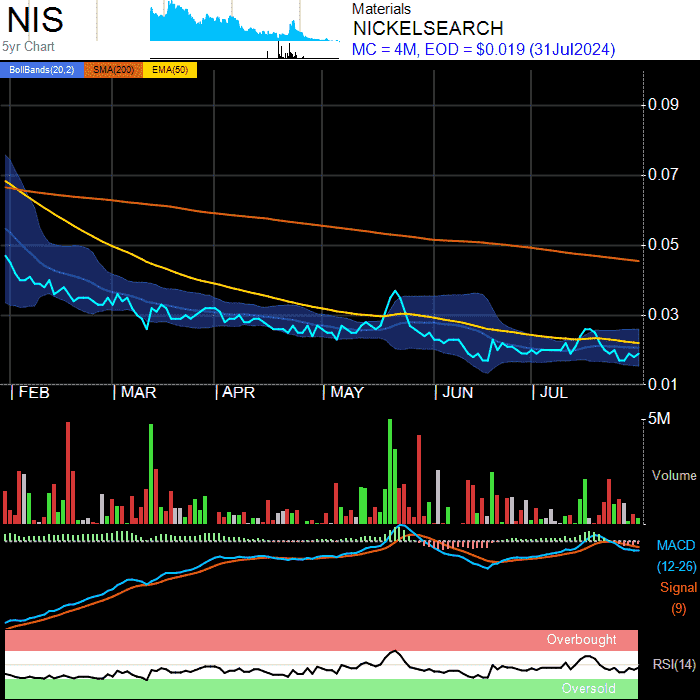 NIS
5yr Chart
Materials
NICKELSEARCH
MC = 4M, EOD = $0.019 (31Jul2024)
BollBands(20,2) SMA(200) EMA(50)
0.09
0.07
0.05
0.03
0.01
FEB MAR APR MAY JUN JUL
5M
Volume
MACD
(12-26)
Signal
(9)
Overbought
RSI(14)
Oversold